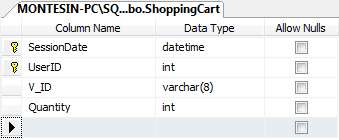 MONTESIN-PC\SQ...bo.ShoppingCart
Column Name Data Type Allow Nulls
SessionDate datetime
UserID int
V_ID varchar(8)
Quantity int